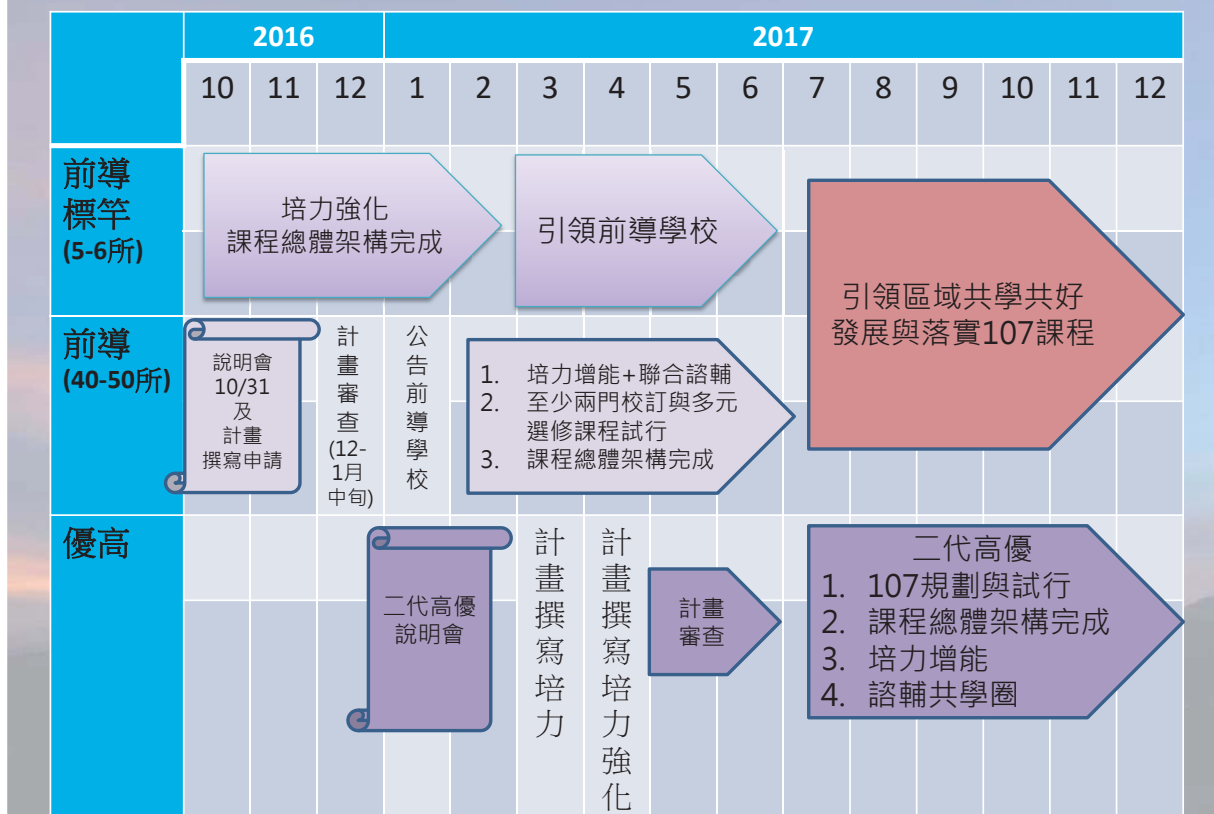 2016
2017
10
11
12
1
2
3
4
5
6
7
8
9
10
11
12
前導
標竿
(5-6所)
培力強化
課程總體架構完成
引領前導學校
引領區域共學共好
發展與落實107課程
前導
(40-50所)
說明會
10/31
及
計畫
撰寫申請
計
畫
審
查
(12-
1月
中旬)
公
告
前
導
學
校
1. 培力增能+聯合諮輔
2. 至少兩門校訂與多元
選修課程試行
3. 課程總體架構完成
優高
二代高優
說明會
計
畫
撰
寫
培
力
計
畫
撰
寫
培
力
強
化
計畫
審查
二代高優
1. 107規劃與試行
2. 課程總體架構完成
3. 培力增能
4. 諮輔共學圈